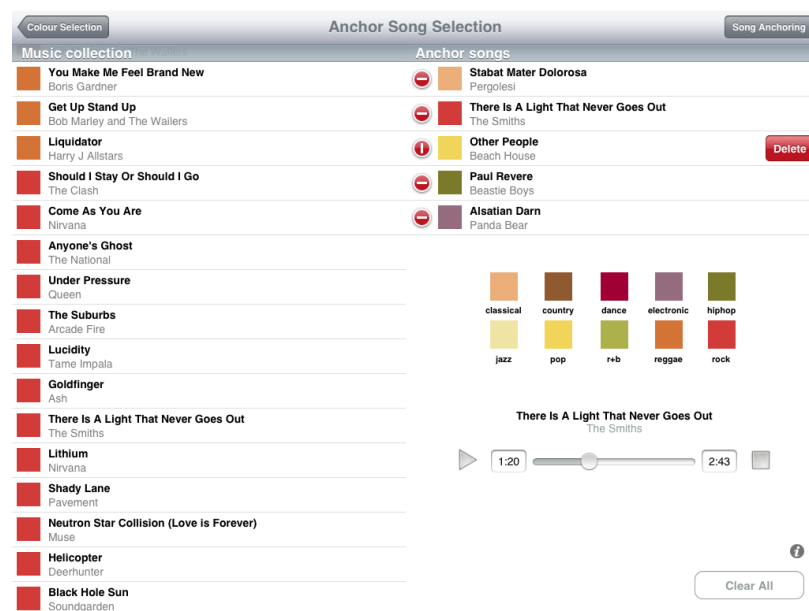 Colour Selection
Anchor Song Selection
Song Anchoring
Music collection
The Wailers
Anchor songs
You Make Me Feel Brand New
Boris Gardner
Get Up Stand Up
Bob Marley and The Wailers
Liquidator
Harry J Allstars
Should I Stay Or Should I Go
The Clash
Come As You Are
Nirvana
Anyone's Ghost
The National
Under Pressure
Queen
The Suburbs
Arcade Fire
Lucidity
Tame Impala
Goldfinger
Ash
There Is A Light That Never Goes Out
The Smiths
Lithium
Nirvana
Shady Lane
Pavement
Neutron Star Collision (Love is Forever)
Muse
Helicopter
Deerhunter
Black Hole Sun
Soundgarden
Stabat Mater Dolorosa
Pergolesi
There Is A Light That Never Goes Out
The Smiths
Other People
Beach House
Delete
Paul Revere
Beastie Boys
Alsatian Darn
Panda Bear
classical country dance electronic hiphop
jazz pop r+b reggae rock
There Is A Light That Never Goes Out
The Smiths
1:20 2:43
i
Clear All